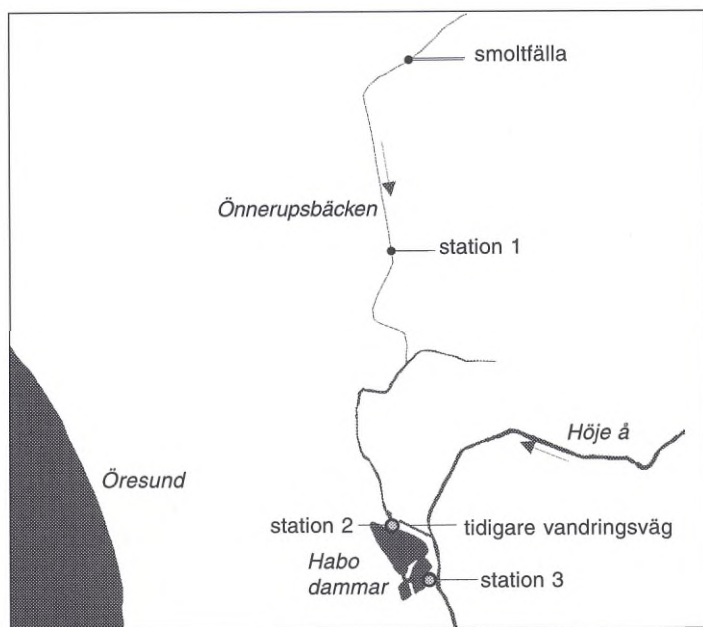 smoltfälla
Önnerupsbäcken
station 1
Höje å
Öresund
station 2
tidigare vandringsväg
Habo
dammar
station 3